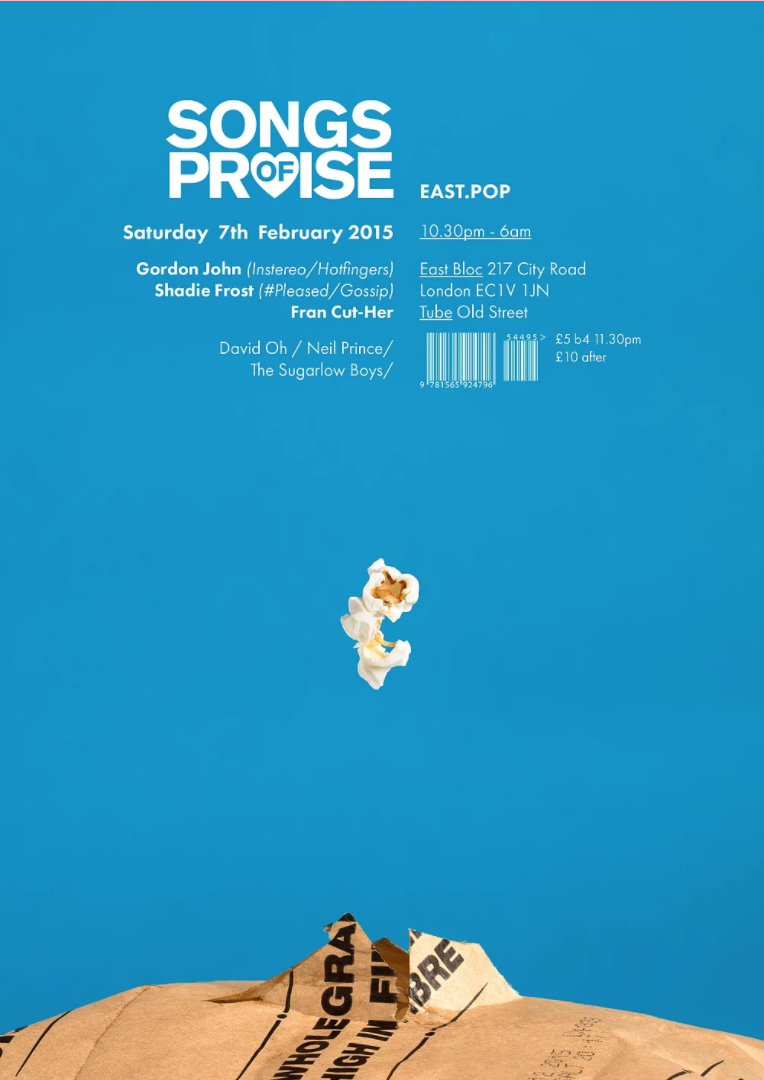 SONGS
OF
PRAISE
EAST.POP
Saturday 7th February 2015
10.30pm - 6am
Gordon John (Instereo/Hotfingers)
Shadie Frost (#Pleased/Gossip)
Fran Cut-Her
East Bloc 217 City Road
London EC1V 1JN
Tube Old Street
David Oh / Neil Prince/
The Sugarlow Boys/
54495 >
9 781565 924796
£5 b4 11.30pm
£10 after
WHOLEGRA
HIGH IN FI
IBRE